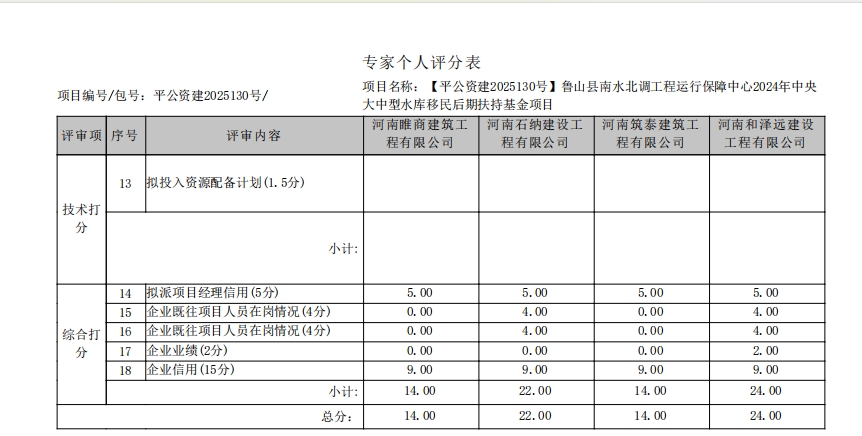 专家个人评分表
项目编号/包号: 平公资建2025130号/
项目名称: 【平公资建2025130号】鲁山县南水北调工程运行保障中心2024年中央
大中型水库移民后期扶持基金项目
评审项 序号 评审内容 河南睢商建筑工程有限公司 河南石纳建设工程有限公司 河南筑泰建筑工程有限公司 河南和泽远建设工程有限公司
技术打分
13 拟投入资源配备计划(1.5分)
小计:
综合打分
14 拟派项目经理信用(5分) 5.00 5.00 5.00 5.00
15 企业既往项目人员在岗情况(4分) 0.00 4.00 0.00 4.00
16 企业既往项目人员在岗情况(4分) 0.00 4.00 0.00 4.00
17 企业业绩(2分) 0.00 0.00 0.00 2.00
18 企业信用(15分) 9.00 9.00 9.00 9.00
小计: 14.00 22.00 14.00 24.00
总分: 14.00 22.00 14.00 24.00